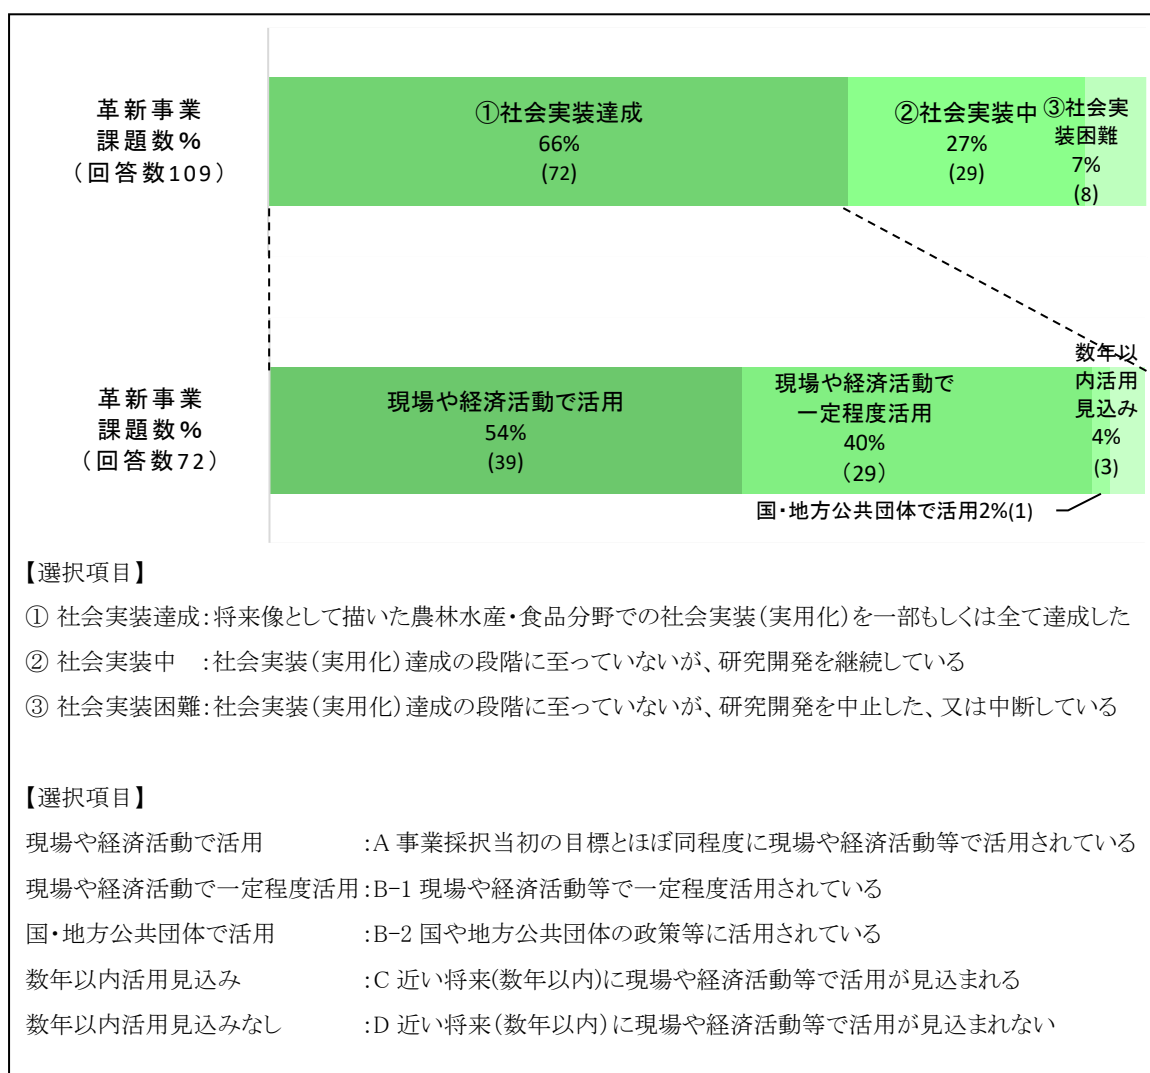 革新事業
課題数%
(回答数109)
①社会実装達成
66%
(72)
②社会実装中
27%
(29)
③社会実
装困難
7%
(8)
革新事業
課題数%
(回答数72)
現場や経済活動で活用
54%
(39)
現場や経済活動で
一定程度活用
40%
(29)
数年以
内活用
見込み
4%
(3)
国・地方公共団体で活用2%(1)
【選択項目】
① 社会実装達成:将来像として描いた農林水産・食品分野での社会実装(実用化)を一部もしくは全て達成した
② 社会実装中 :社会実装(実用化)達成の段階に至っていないが、研究開発を継続している
③ 社会実装困難:社会実装(実用化)達成の段階に至っていないが、研究開発を中止した、又は中断している
【選択項目】
現場や経済活動で活用 :A 事業採択当初の目標とほぼ同程度に現場や経済活動等で活用されている
現場や経済活動で一定程度活用:B-1 現場や経済活動等で一定程度活用されている
国・地方公共団体で活用 :B-2 国や地方公共団体の政策等に活用されている
数年以内活用見込み :C 近い将来(数年以内)に現場や経済活動等で活用が見込まれる
数年以内活用見込みなし :D 近い将来(数年以内)に現場や経済活動等で活用が見込まれない